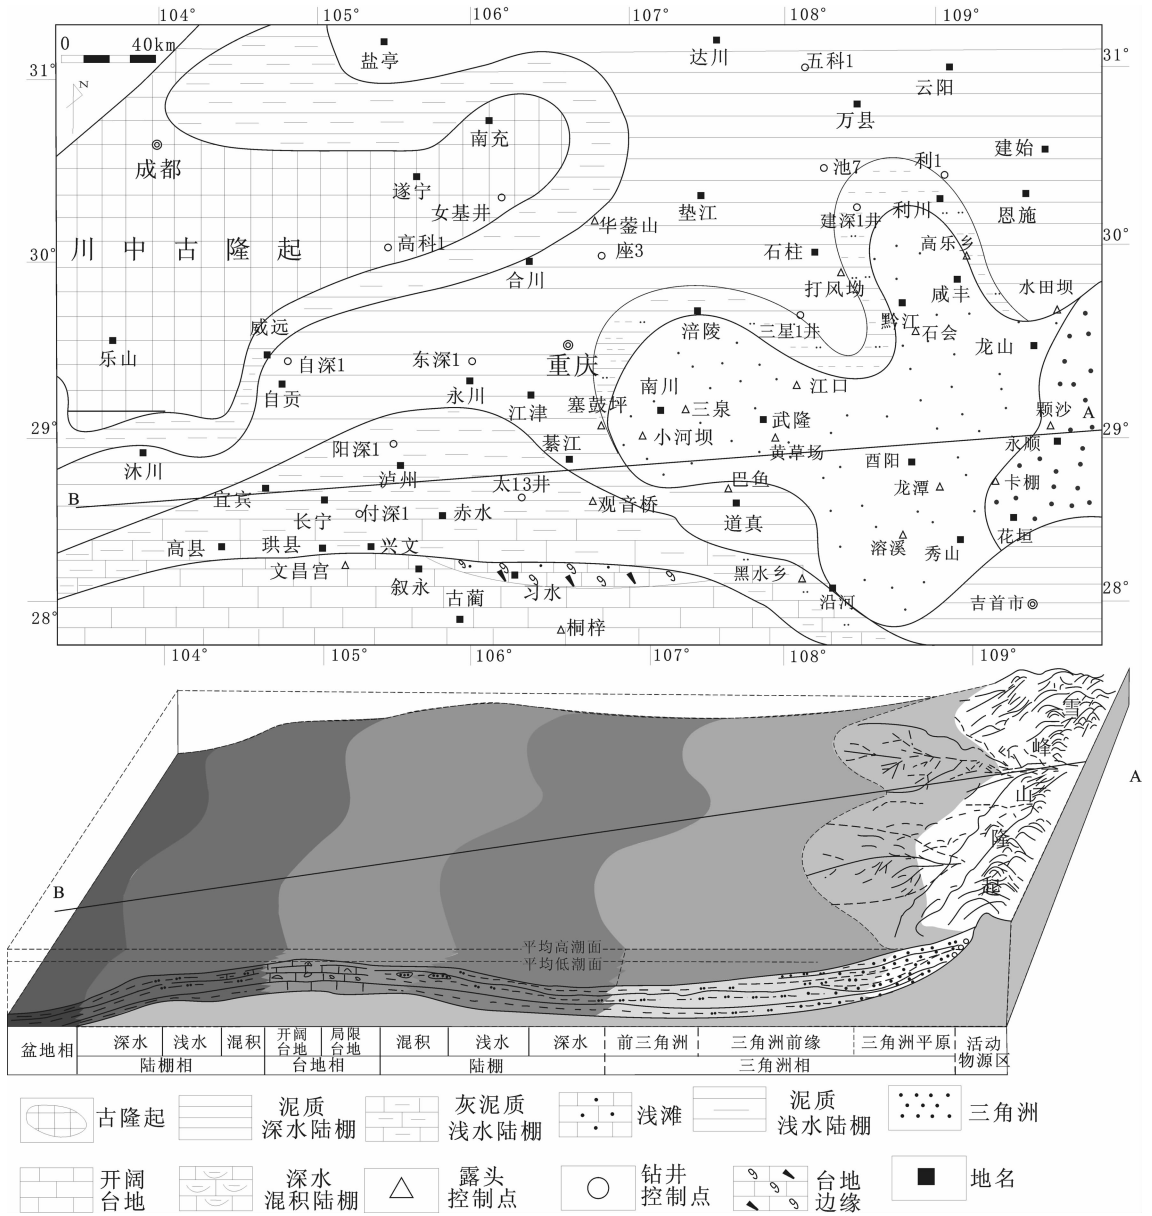 104° 105° 106° 107° 108° 109°
0 40km
31° 31°
N
盐亭 达川 五科1
云阳
万县
南充
成都
建始
池7 利1
遂宁
女基井
垫江 利川 恩施
华蓥山 建深1井
川中古隆起
高科1 座3 石柱 高乐乡
30° 30°
合川
打风坳 咸丰 水田坝
威远
涪陵 三星1井 黔江 石会
乐山
自深1 东深1 重庆 龙山
自贡 永川 江津 塞鼓坪 南川 江口
三泉 武隆 颗沙 A
29° 29°
阳深1 綦江 小河坝 黄草场 永顺
沐川 泸州 太13井 酉阳
B
宜宾 巴鱼 龙潭 卡棚
长宁 付深1 赤水 观音桥 道真 花垣
高县 珙县 兴文 溶溪 秀山
文昌宫
叙永 习水 黑水乡
28° 28°
古蔺 沿河 吉首市
桐梓
104° 105° 106° 107° 108° 109°
雪
峰
山
隆
起
A
B
平均高潮面
平均低潮面
盆地相 深水 浅水 混积 开阔台地 局限台地 混积 浅水 深水 前三角洲 三角洲前缘 三角洲平原 活动物源区
陆棚相 台地相 陆棚 三角洲相
古隆起 泥质深水陆棚 灰泥质浅水陆棚 浅滩 泥质浅水陆棚 三角洲
开阔台地 深水混积陆棚 露头控制点 钻井控制点 台地边缘 地名